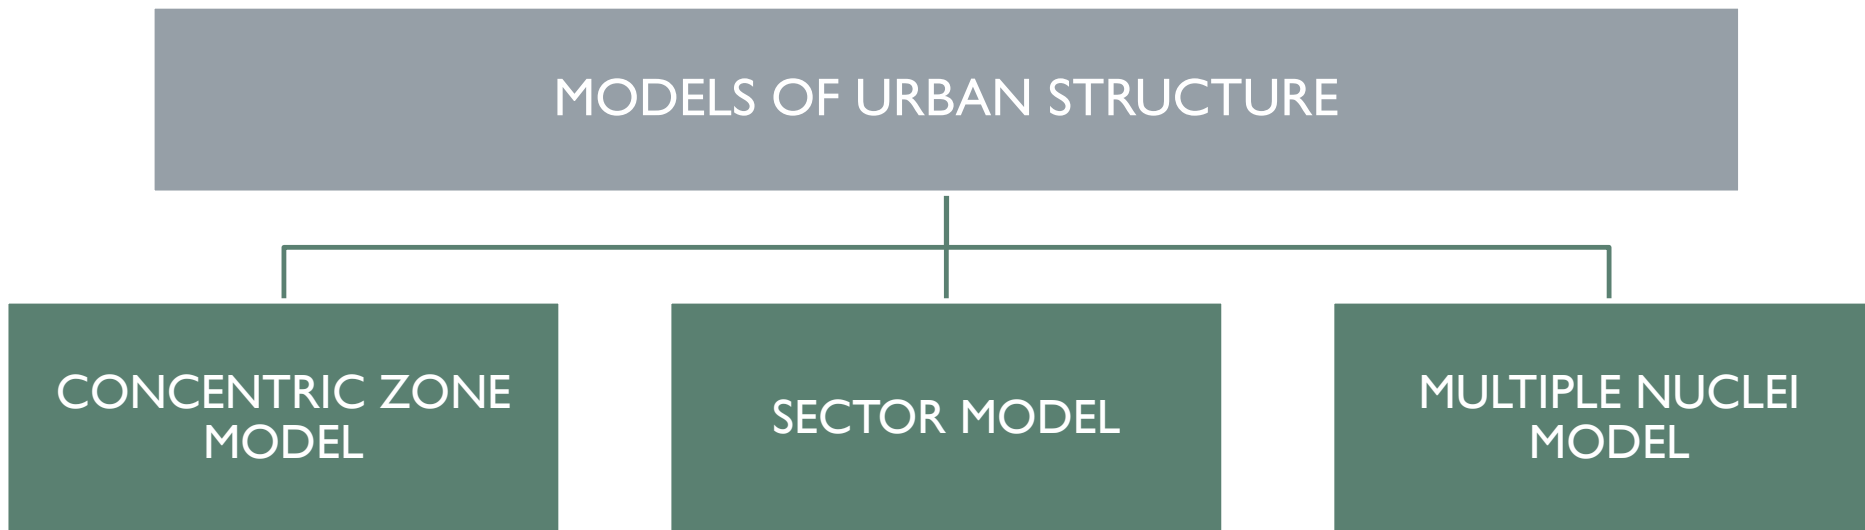 MODELS OF URBAN STRUCTURE
CONCENTRIC ZONE
MODEL
SECTOR MODEL
MULTIPLE NUCLEI
MODEL